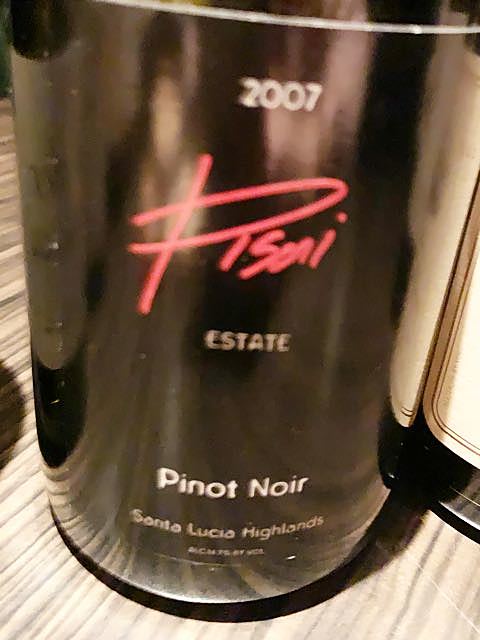 2007
Pisoni
ESTATE
Pinot Noir
Santa Lucia Highlands